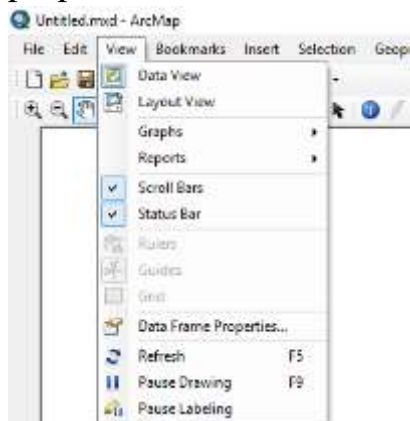 Untitled.mxd - ArcMap
File Edit View Bookmarks Insert Selection Geop
Data View
Layout View
Graphs
Reports
Scroll Bars
Status Bar
Rulers
Guides
Grid
Data Frame Properties...
Refresh F5
Pause Drawing F9
Pause Labeling